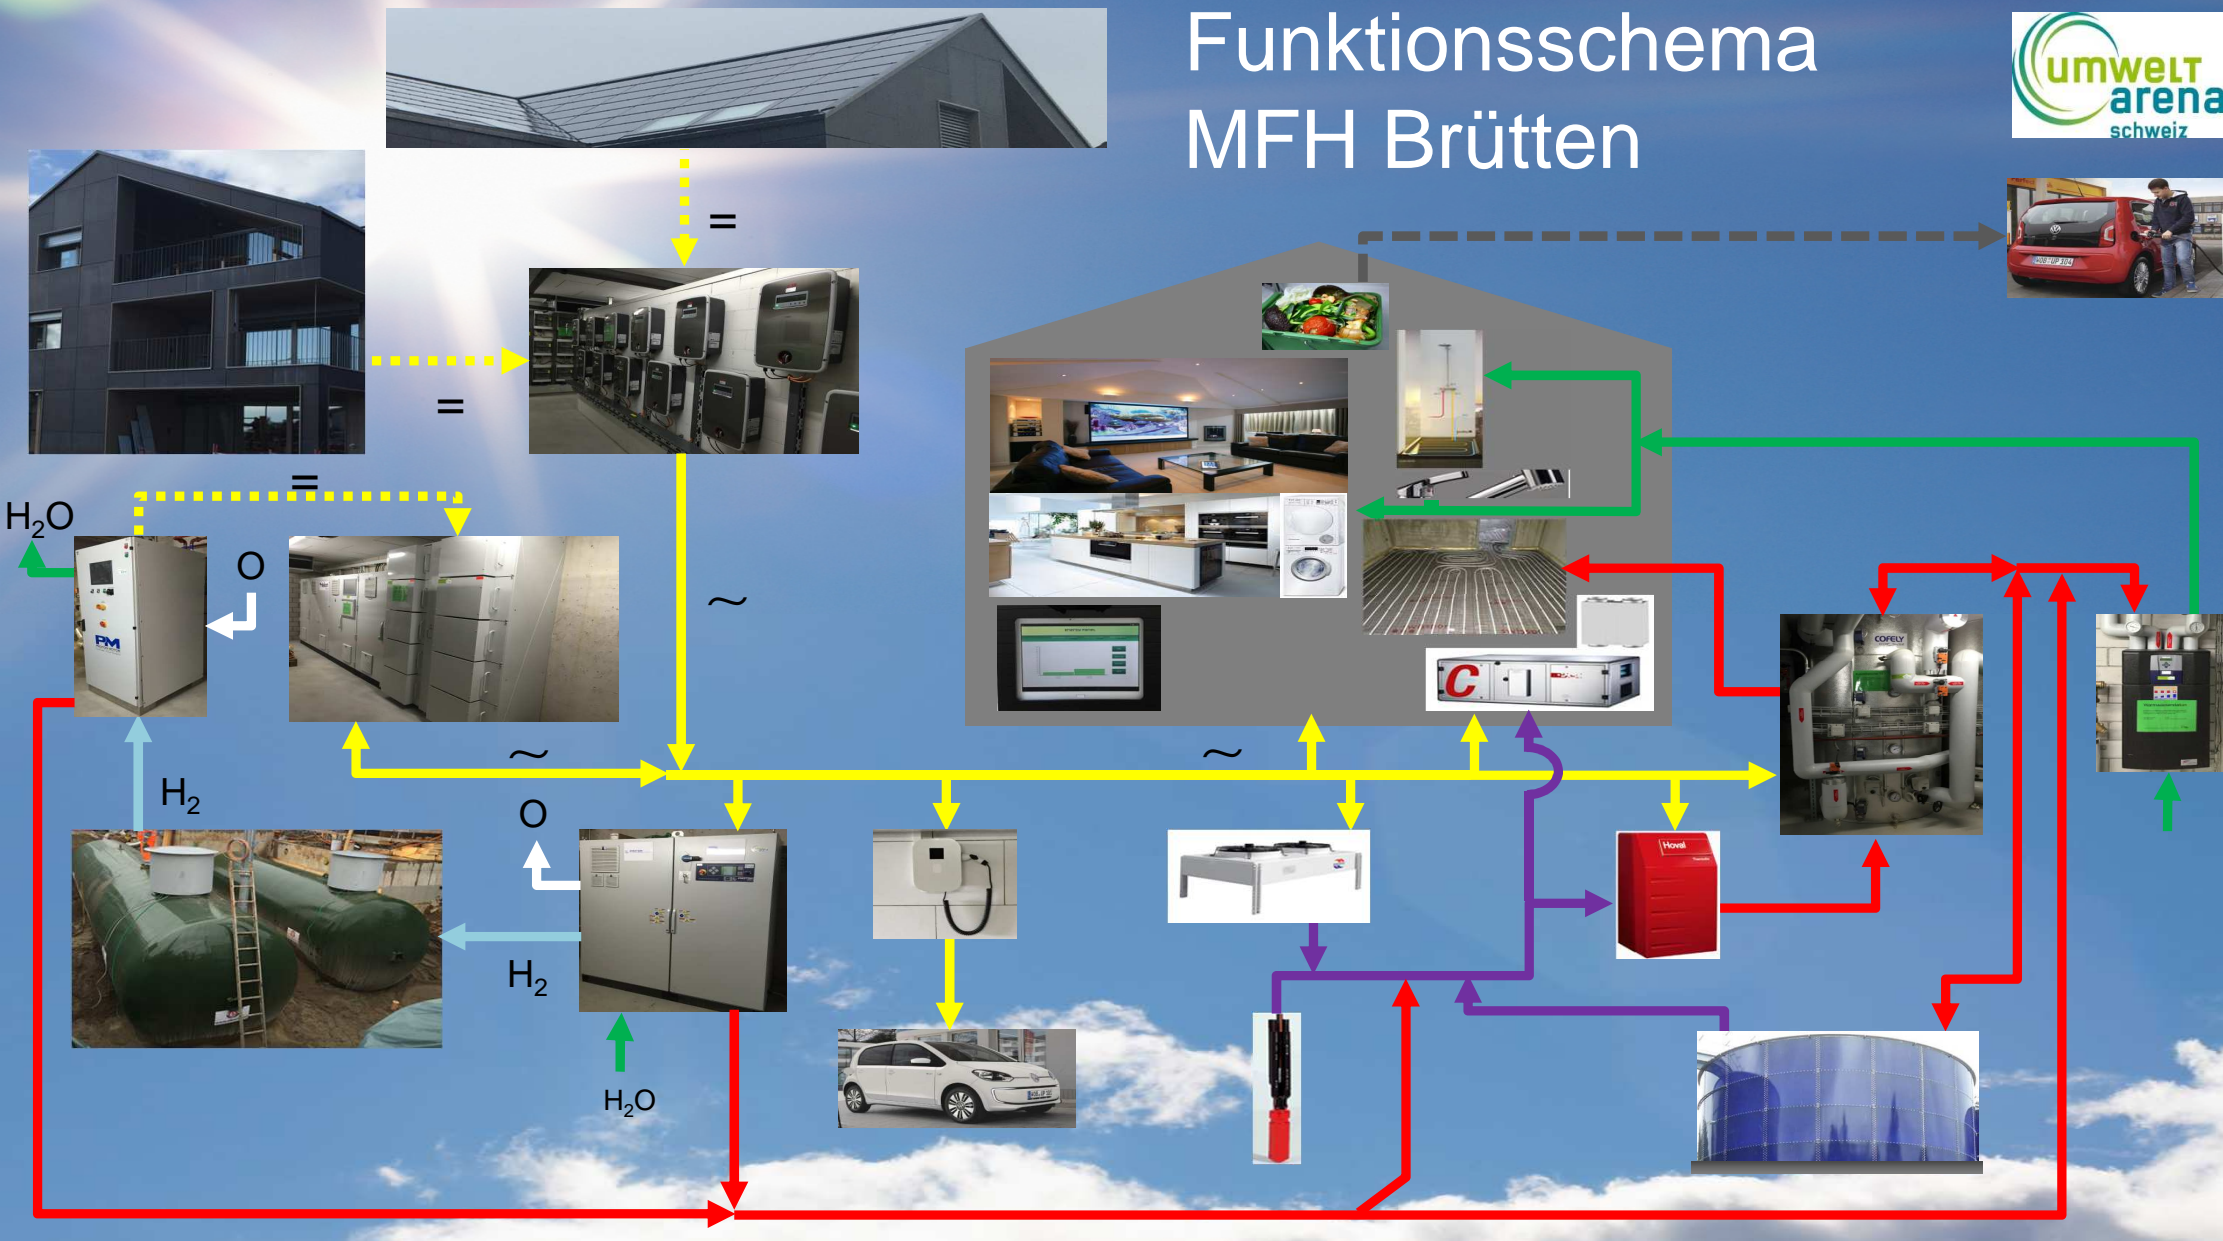 Funktionsschema
MFH Brütten
umwelt
arena
schweiz
=
=
=
H₂O
O
PM
~
~
~
H₂
O
H₂
H₂O
C
COFELY
Hoval